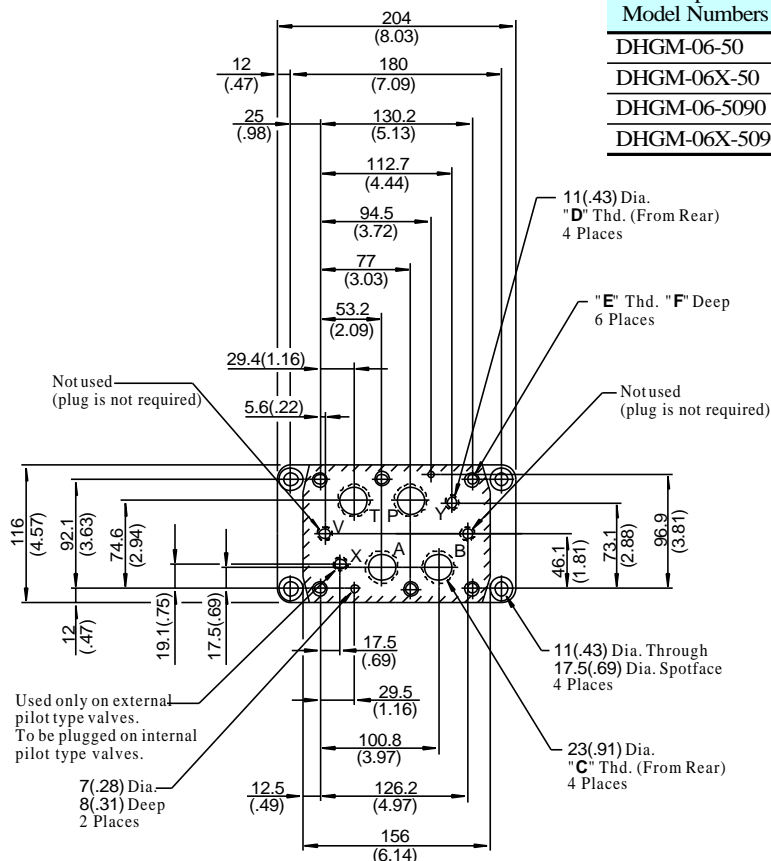 Model Numbers
DHGM-06-50
DHGM-06X-50
DHGM-06-5090
DHGM-06X-509
204
(8.03)
12
(.47)
180
(7.09)
25
(.98)
130.2
(5.13)
112.7
(4.44)
94.5
(3.72)
77
(3.03)
53.2
(2.09)
29.4(1.16)
5.6(.22)
11(.43) Dia.
"D" Thd. (From Rear)
4 Places
"E" Thd. "F" Deep
6 Places
Not used
(plug is not required)
Not used
(plug is not required)
T
P
Y
V
X
A
B
116
(4.57)
92.1
(3.63)
74.6
(2.94)
12
(.47)
19.1(.75)
17.5(.69)
46.1
(1.81)
73.1
(2.88)
96.9
(3.81)
17.5
(.69)
29.5
(1.16)
100.8
(3.97)
12.5
(.49)
126.2
(4.97)
156
(6.14)
Used only on external
pilot type valves.
To be plugged on internal
pilot type valves.
7(.28) Dia.
8(.31) Deep
2 Places
11(.43) Dia. Through
17.5(.69) Dia. Spotface
4 Places
23(.91) Dia.
"C" Thd. (From Rear)
4 Places